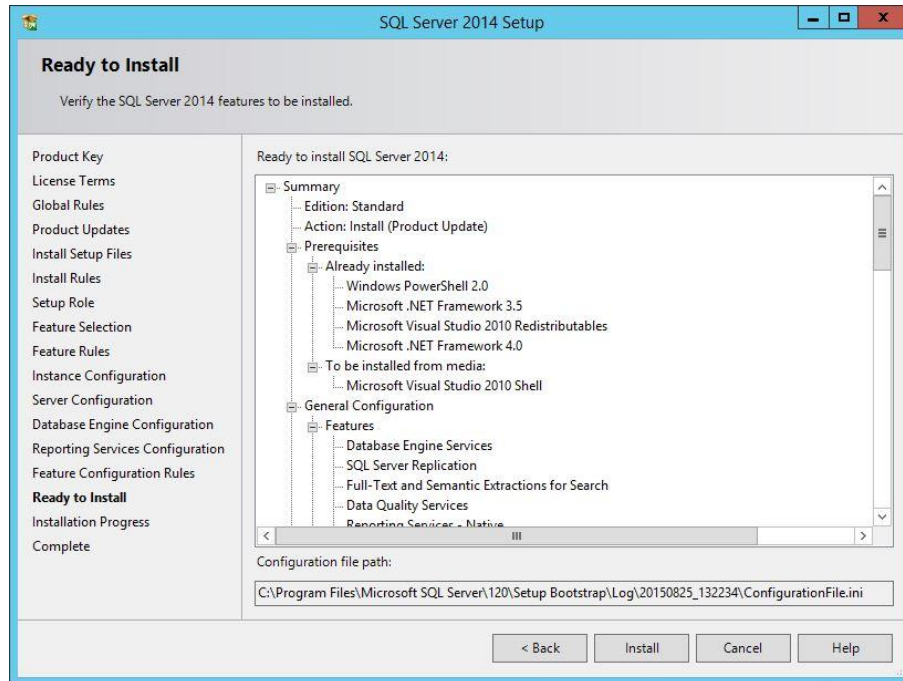 SQL Server 2014 Setup
Ready to Install
Verify the SQL Server 2014 features to be installed.
Product Key
License Terms
Global Rules
Product Updates
Install Setup Files
Install Rules
Setup Role
Feature Selection
Feature Rules
Instance Configuration
Server Configuration
Database Engine Configuration
Reporting Services Configuration
Feature Configuration Rules
Ready to Install
Installation Progress
Complete
Ready to install SQL Server 2014:
Summary
Edition: Standard
Action: Install (Product Update)
Prerequisites
Already installed:
Windows PowerShell 2.0
Microsoft .NET Framework 3.5
Microsoft Visual Studio 2010 Redistributables
Microsoft .NET Framework 4.0
To be installed from media:
Microsoft Visual Studio 2010 Shell
General Configuration
Features
Database Engine Services
SQL Server Replication
Full-Text and Semantic Extractions for Search
Data Quality Services
Reporting Services - Native
Configuration file path:
C:\Program Files\Microsoft SQL Server\120\Setup Bootstrap\Log\20150825_132234\ConfigurationFile.ini
< Back
Install
Cancel
Help